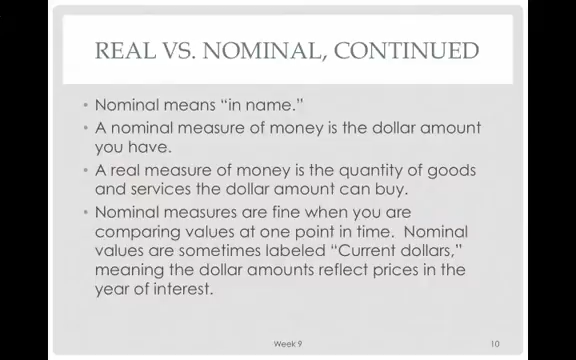 REAL VS. NOMINAL, CONTINUED
• Nominal means “in name.”
• A nominal measure of money is the dollar amount
you have.
• A real measure of money is the quantity of goods
and services the dollar amount can buy.
• Nominal measures are fine when you are
comparing values at one point in time.  Nominal
values are sometimes labeled “Current dollars,”
meaning the dollar amounts reflect prices in the
year of interest.
Week 9
10